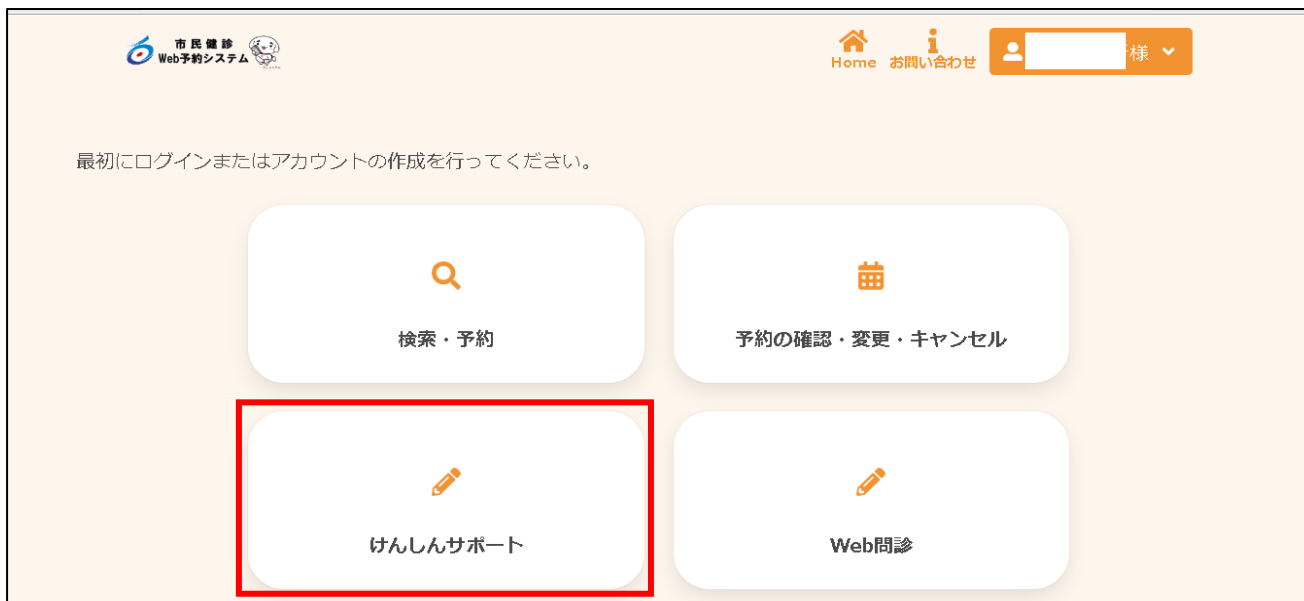 市民健診
Web予約システム
Home
お問い合わせ
様
最初にログインまたはアカウントの作成を行ってください。
検索・予約
予約の確認・変更・キャンセル
けんしんサポート
Web問診